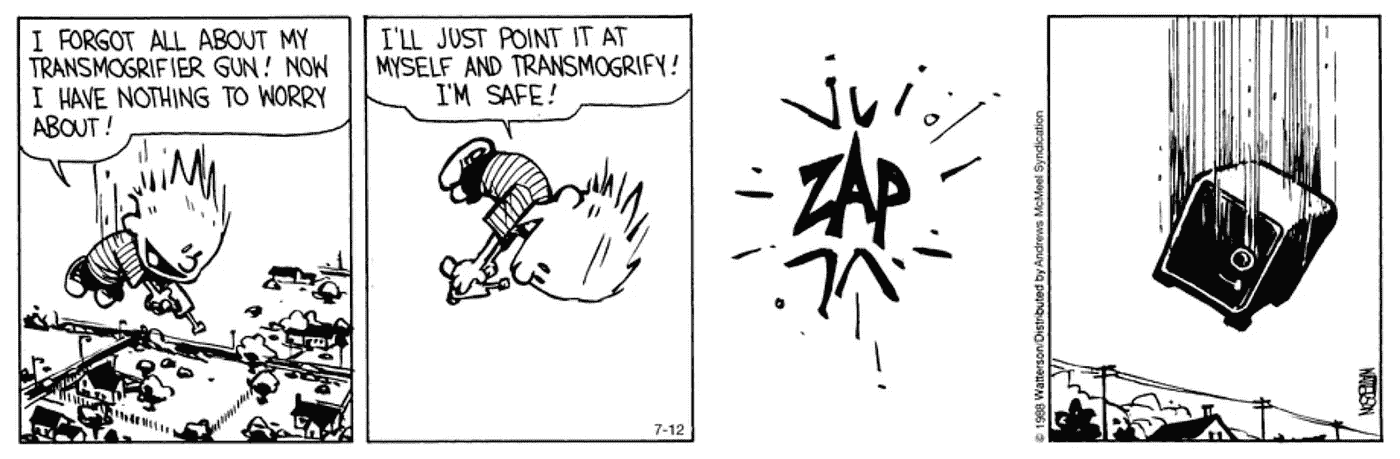 I FORGOT ALL ABOUT MY
TRANSMOGRIFIER GUN! NOW
I HAVE NOTHING TO WORRY
ABOUT!
I'LL JUST POINT IT AT
MYSELF AND TRANSMOGRIFY!
I'M SAFE!
7-12
ZAP
© 1988 Watterson/Distributed by Andrews McMeel Syndication
WATTERSON